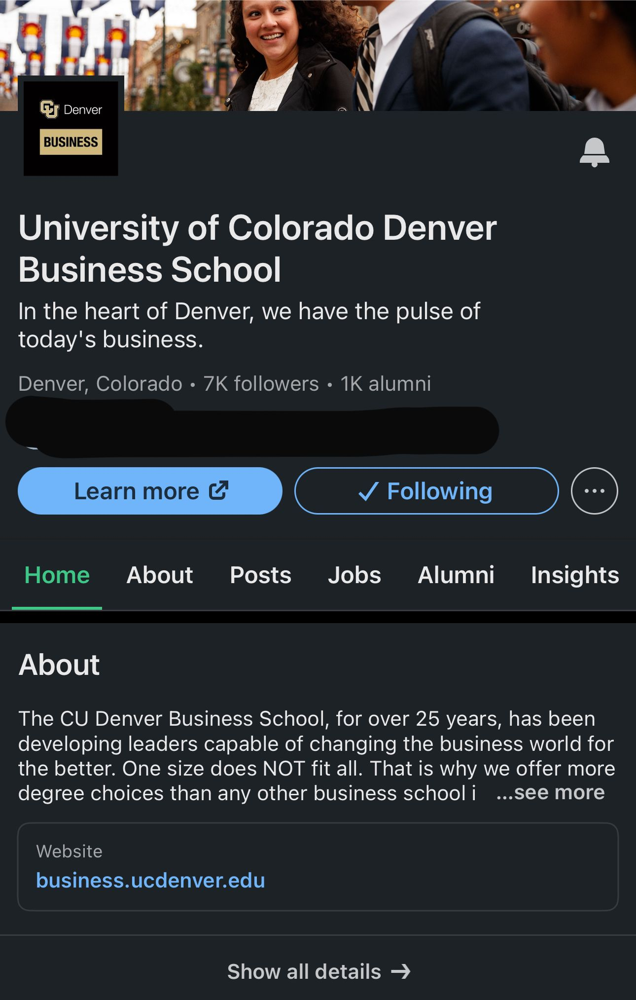 CU Denver
BUSINESS
University of Colorado Denver
Business School
In the heart of Denver, we have the pulse of
today's business.
Denver, Colorado • 7K followers • 1K alumni
Learn more
✓ Following
Home About Posts Jobs Alumni Insights
About
The CU Denver Business School, for over 25 years, has been
developing leaders capable of changing the business world for
the better. One size does NOT fit all. That is why we offer more
degree choices than any other business school i ...see more
Website
business.ucdenver.edu
Show all details →